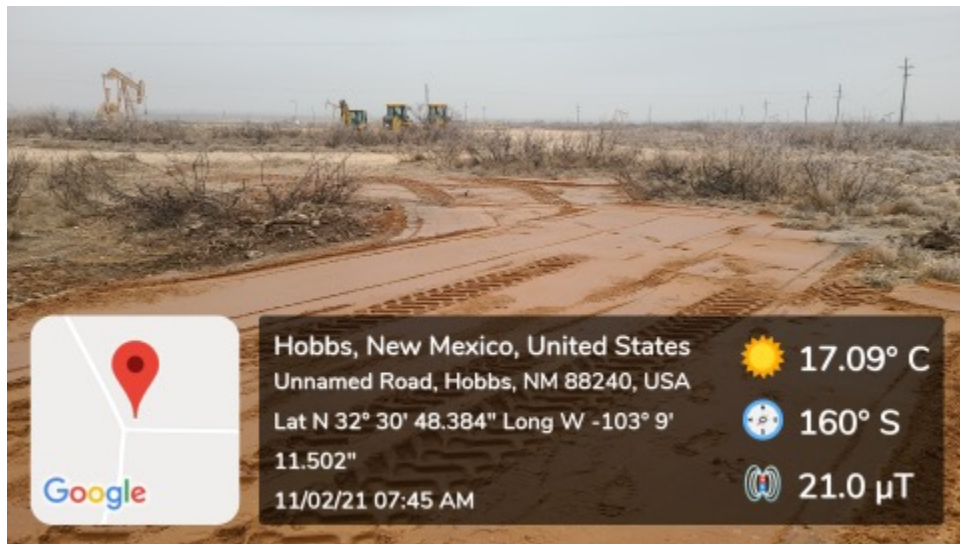 Hobbs, New Mexico, United States
Unnamed Road, Hobbs, NM 88240, USA
Lat N 32° 30' 48.384" Long W -103° 9'
11.502"
11/02/21 07:45 AM
17.09° C
160° S
21.0 µT
Google